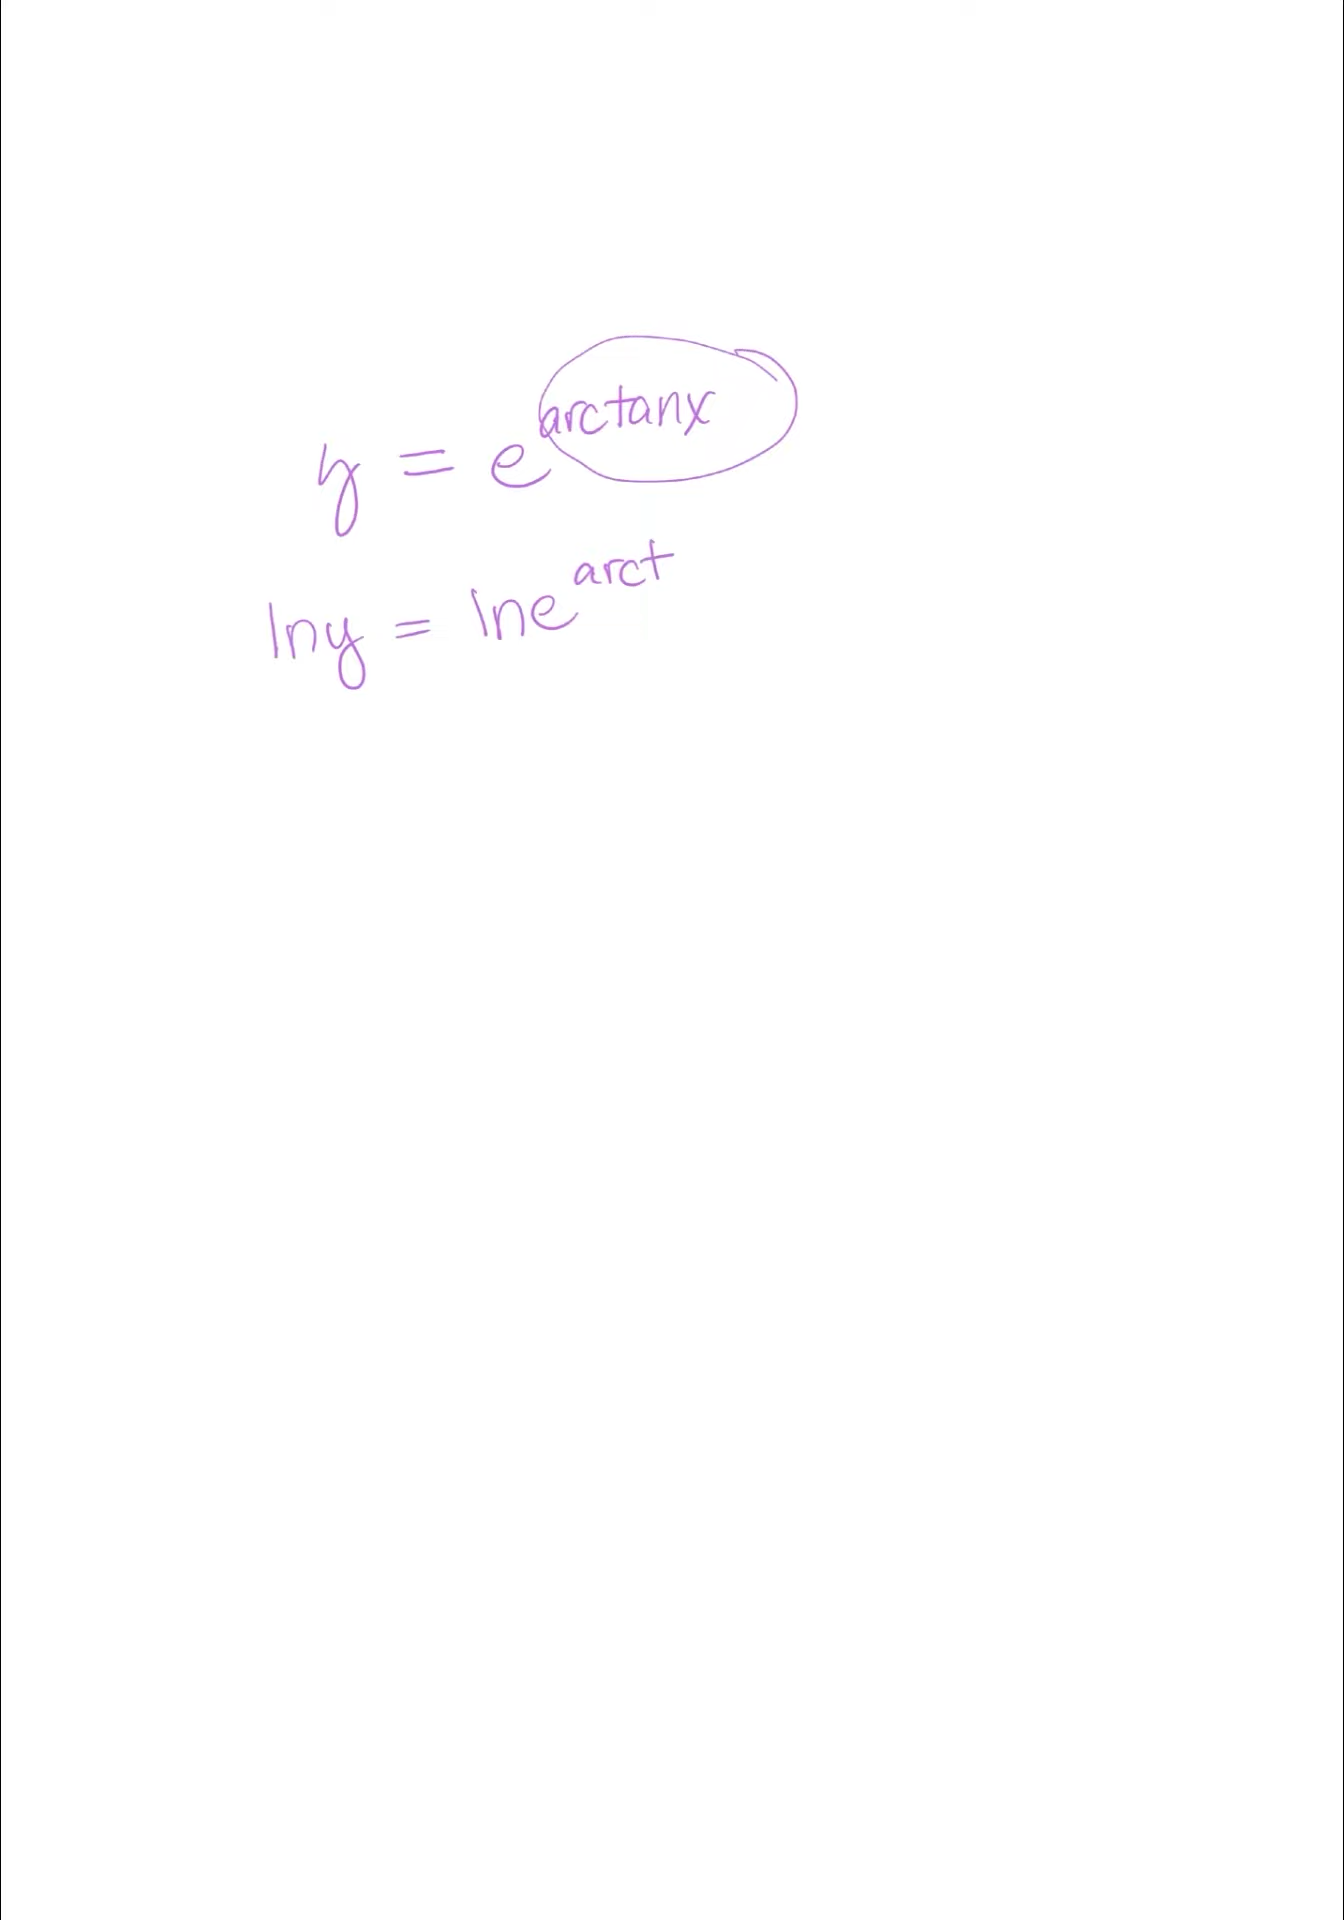 y = e^arctanx
lny = lne^arct